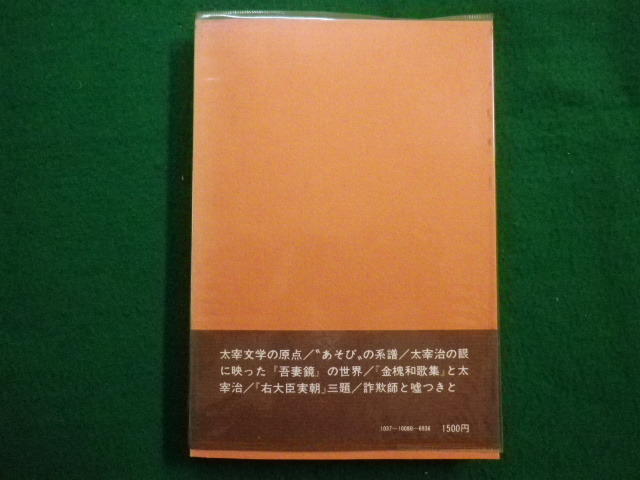 太宰文学の原点／〝あそび〟の系譜／太宰治の眼
に映った『吾妻鏡』の世界／『金槐和歌集』と太
宰治／『右大臣実朝』三題／詐欺師と嘘つきと
1037—10080—6936 1500円